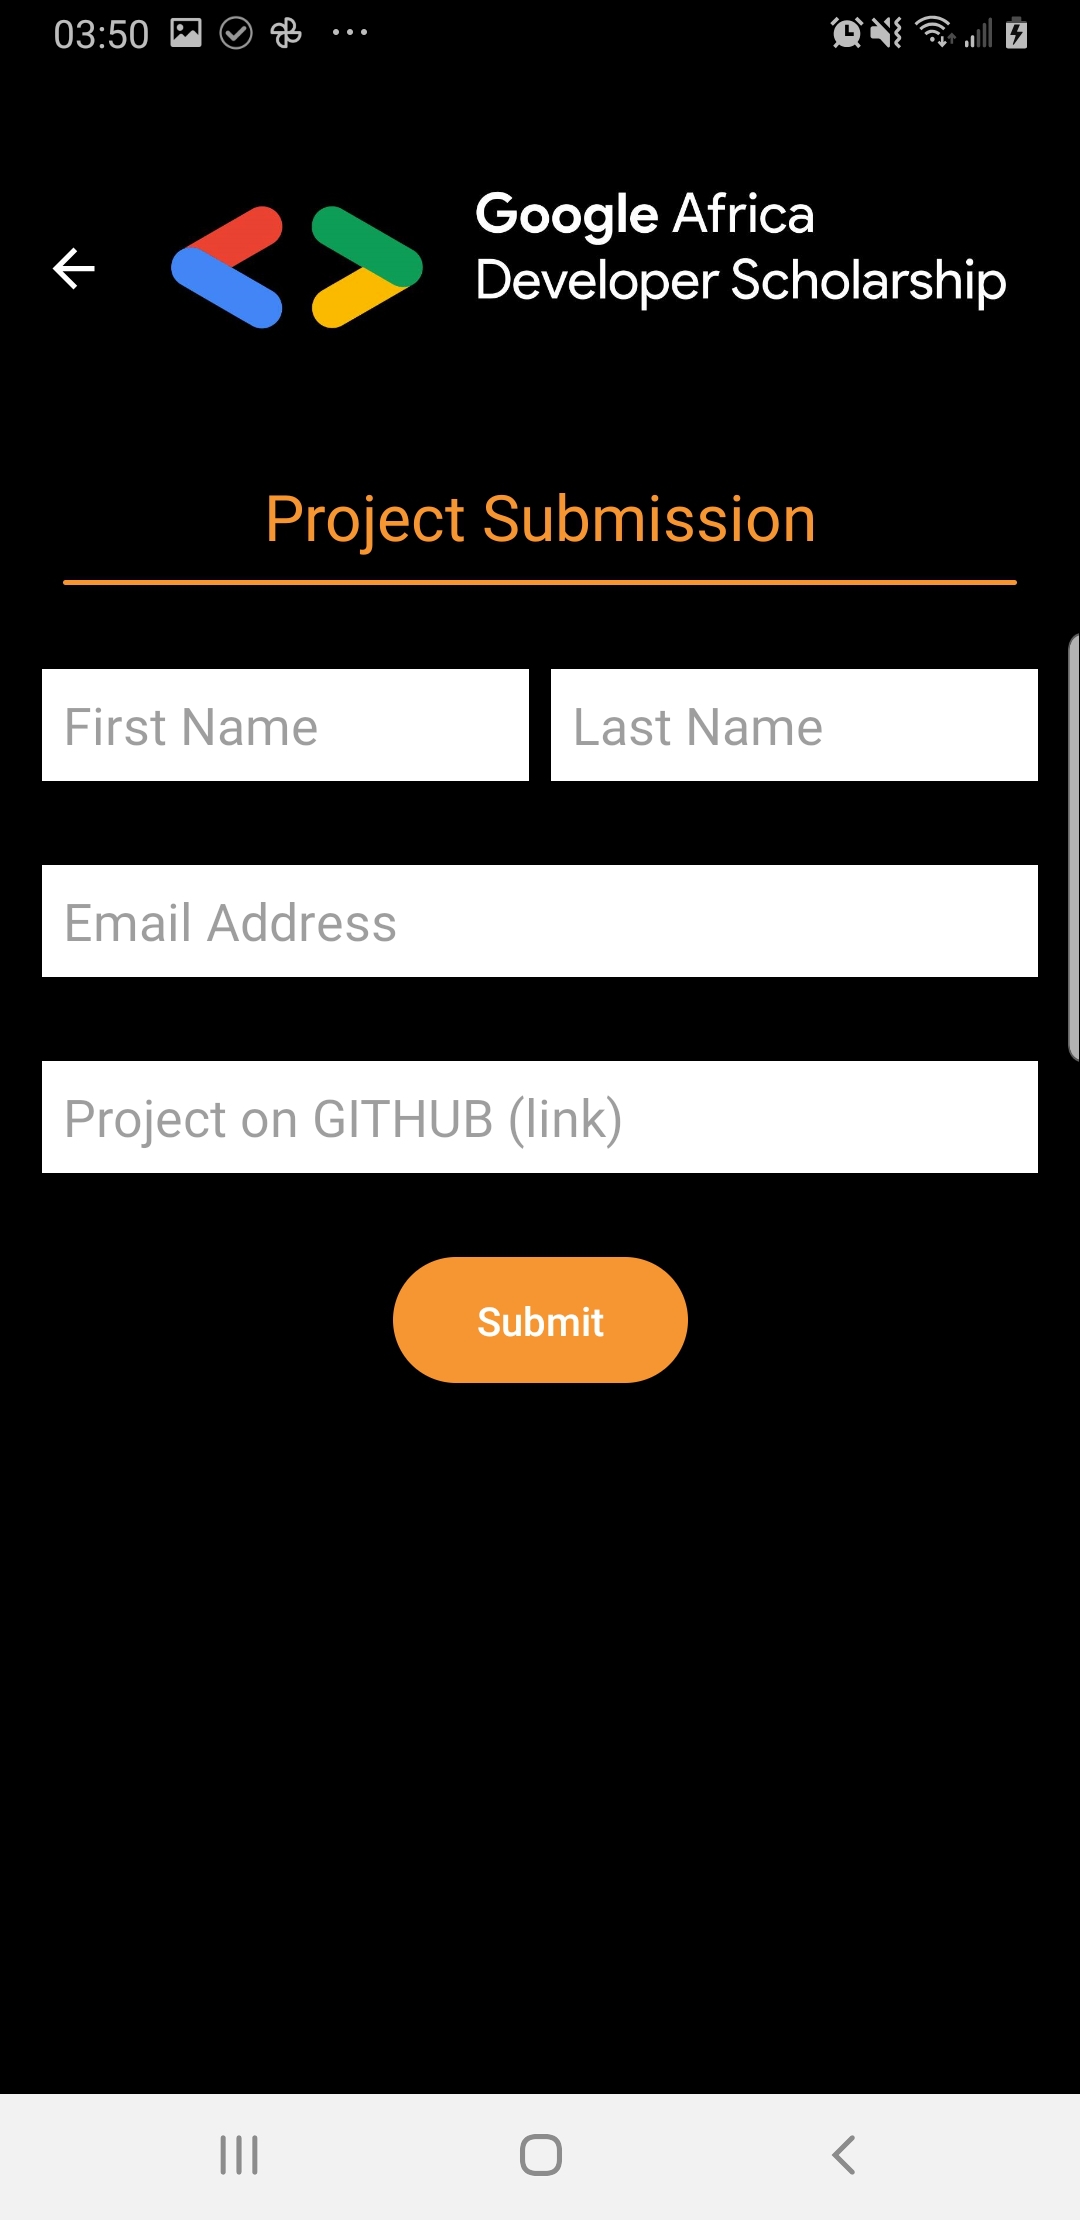 03:50
Google Africa
Developer Scholarship
Project Submission
First Name
Last Name
Email Address
Project on GITHUB (link)
Submit